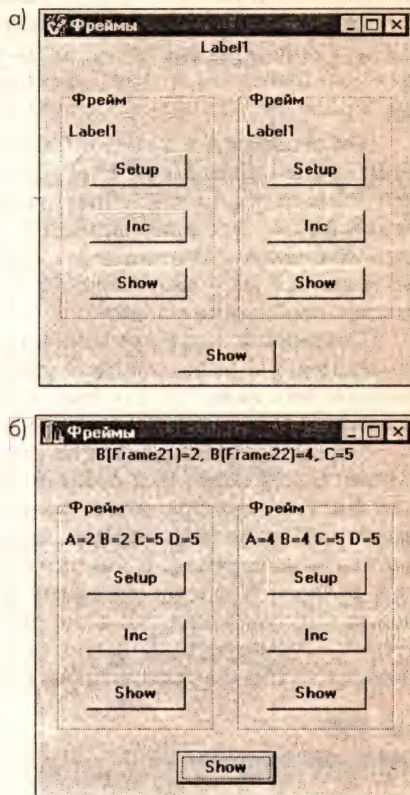 а)
Фреймы
Label1
Фрейм Фрейм
Label1 Label1
Setup Setup
Inc Inc
Show Show
Show
б)
Фреймы
B(Frame21)=2, B(Frame22)=4, C=5
Фрейм Фрейм
A=2 B=2 C=5 D=5 A=4 B=4 C=5 D=5
Setup Setup
Inc Inc
Show Show
Show